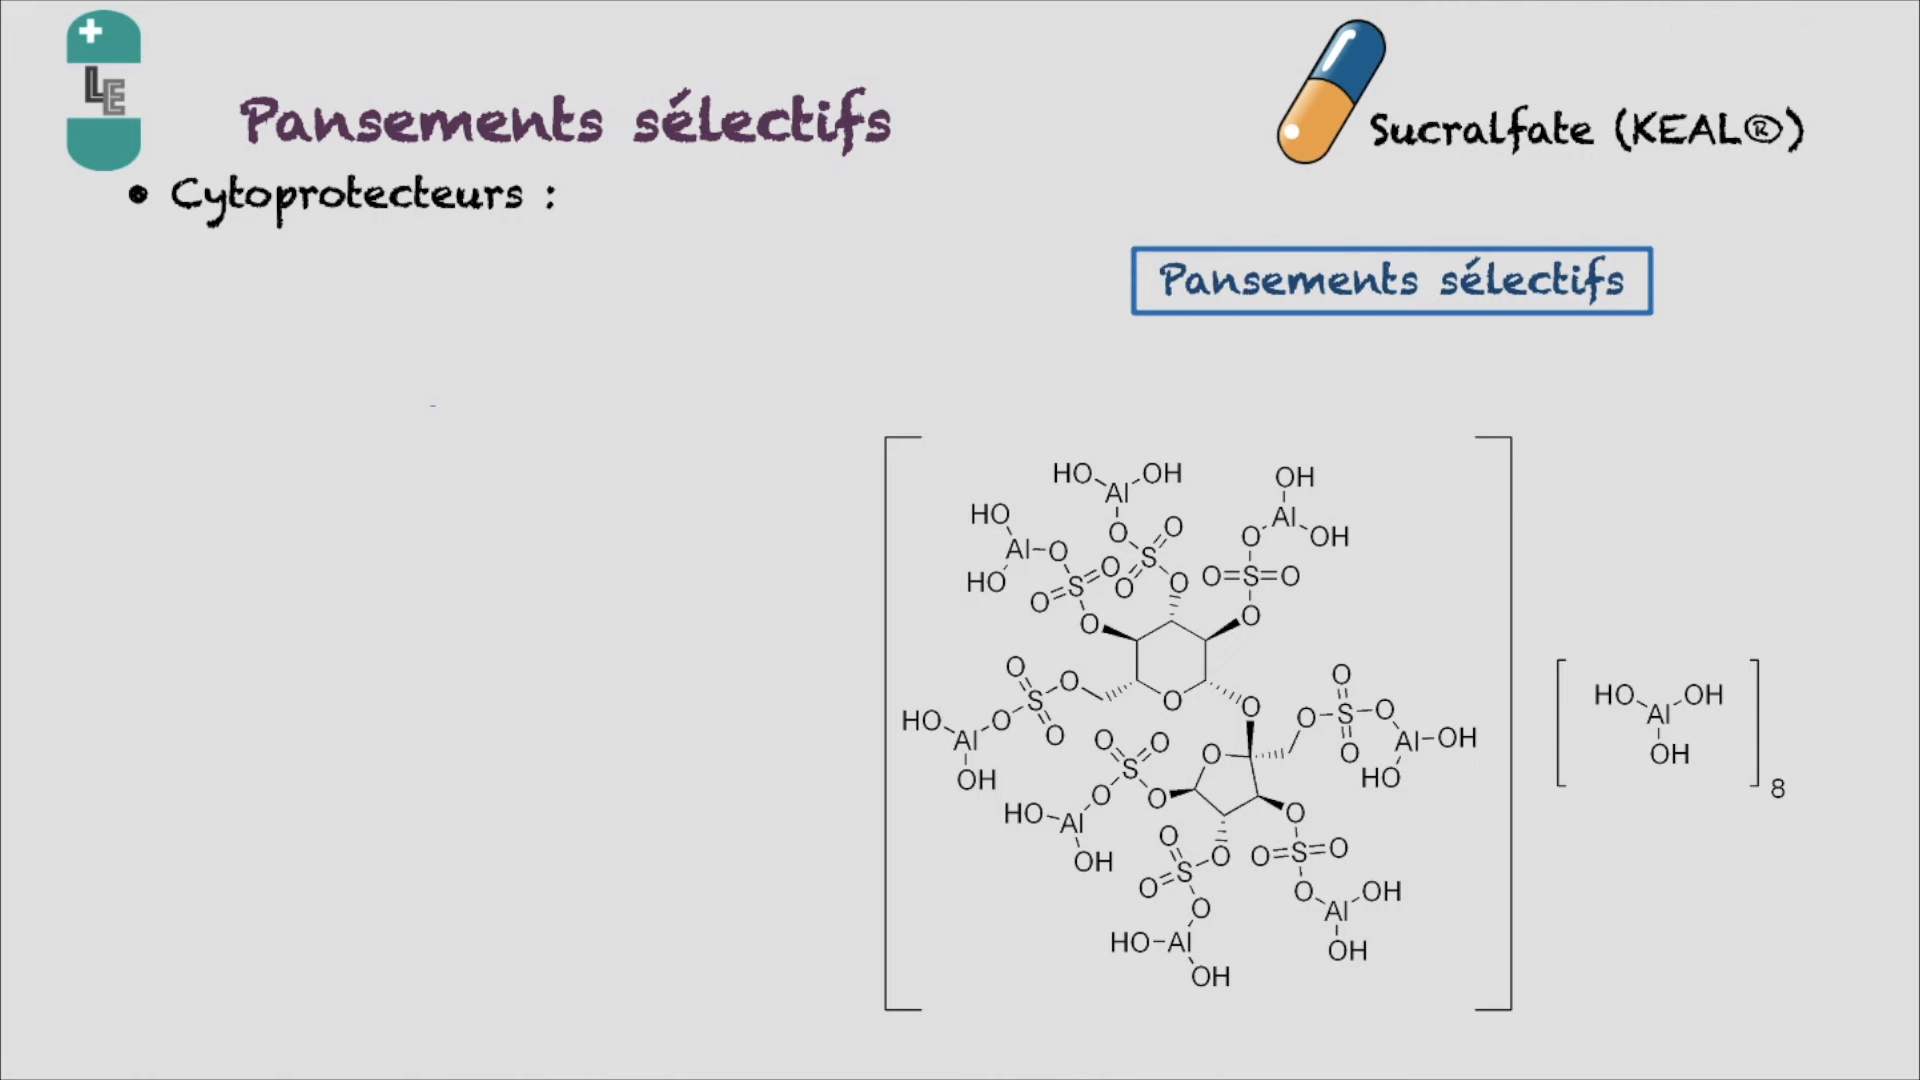 LE
Pansements sélectifs
Sucralfate (KEAL®)
• Cytoprotecteurs :
Pansements sélectifs
HO Al OH
OH
HO
Al O
HO
O
O
O S O
O
Al
O OH
O S O
O
O S O
O
O
O
O
S
O
O
HO
O
Al
OH
O
O
O S O
O
Al OH
HO
O
O
O
S
O
O
O
HO Al
OH
O
O S O
O
Al OH
OH
O
S
O
O
O
HO Al
OH
HO Al OH
OH
8